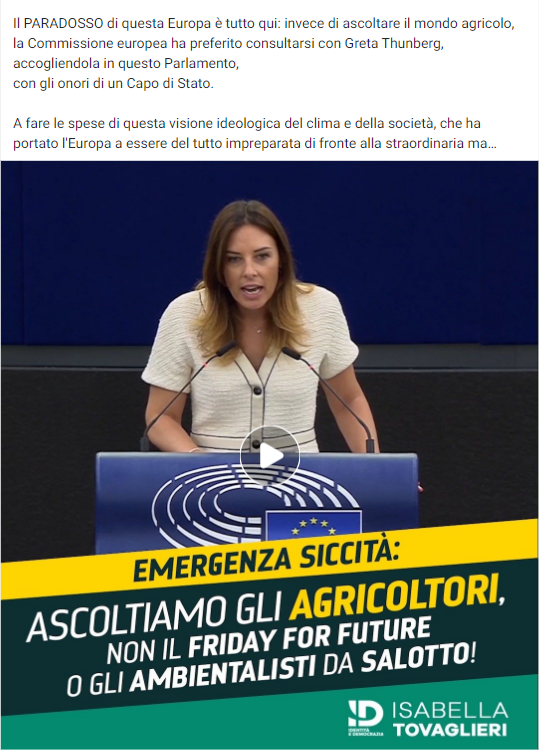 Il PARADOSSO di questa Europa è tutto qui: invece di ascoltare il mondo agricolo,
la Commissione europea ha preferito consultarsi con Greta Thunberg,
accogliendola in questo Parlamento,
con gli onori di un Capo di Stato.
A fare le spese di questa visione ideologica del clima e della società, che ha
portato l'Europa a essere del tutto impreparata di fronte alla straordinaria ma...
EMERGENZA SICCITÀ:
ASCOLTIAMO GLI AGRICOLTORI,
NON IL FRIDAY FOR FUTURE
O GLI AMBIENTALISTI DA SALOTTO!
ID
IDENTITÀ
E DEMOCRAZIA
ISABELLA
TOVAGLIERI